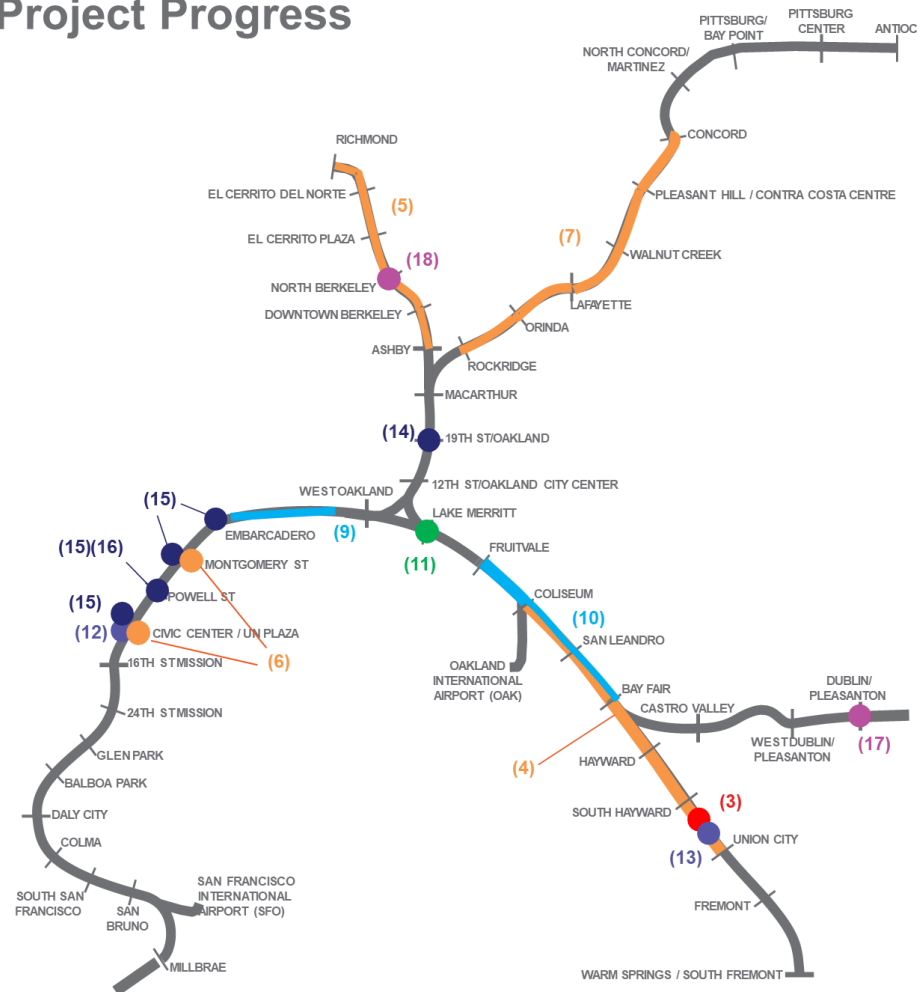 Project Progress
PITTSBURG/
BAY POINT
PITTSBURG
CENTER
ANTIOC
NORTH CONCORD/
MARTINEZ
CONCORD
RICHMOND
EL CERRITO DEL NORTE
PLEASANT HILL / CONTRA COSTA CENTRE
(5)
EL CERRITO PLAZA
(7)
WALNUT CREEK
(18)
NORTH BERKELEY
LAFAYETTE
DOWNTOWN BERKELEY
ORINDA
ASHBY
ROCKRIDGE
MACARTHUR
(14)
19TH ST/OAKLAND
12TH ST/OAKLAND CITY CENTER
WEST OAKLAND
(15)
LAKE MERRITT
EMBARCADERO
(9)
(15)(16)
FRUITVALE
MONTGOMERY ST
(11)
POWELL ST
COLISEUM
(15)
(10)
(12)
CIVIC CENTER / UN PLAZA
SAN LEANDRO
(6)
16TH ST MISSION
OAKLAND
INTERNATIONAL
AIRPORT (OAK)
BAY FAIR
DUBLIN/
PLEASANTON
24TH ST MISSION
CASTRO VALLEY
WEST DUBLIN/
PLEASANTON
(17)
GLEN PARK
(4)
HAYWARD
BALBOA PARK
(3)
DALY CITY
SOUTH HAYWARD
COLMA
UNION CITY
(13)
SAN FRANCISCO
INTERNATIONAL
AIRPORT (SFO)
SOUTH SAN
FRANCISCO
SAN
BRUNO
FREMONT
MILLBRAE
WARM SPRINGS / SOUTH FREMONT